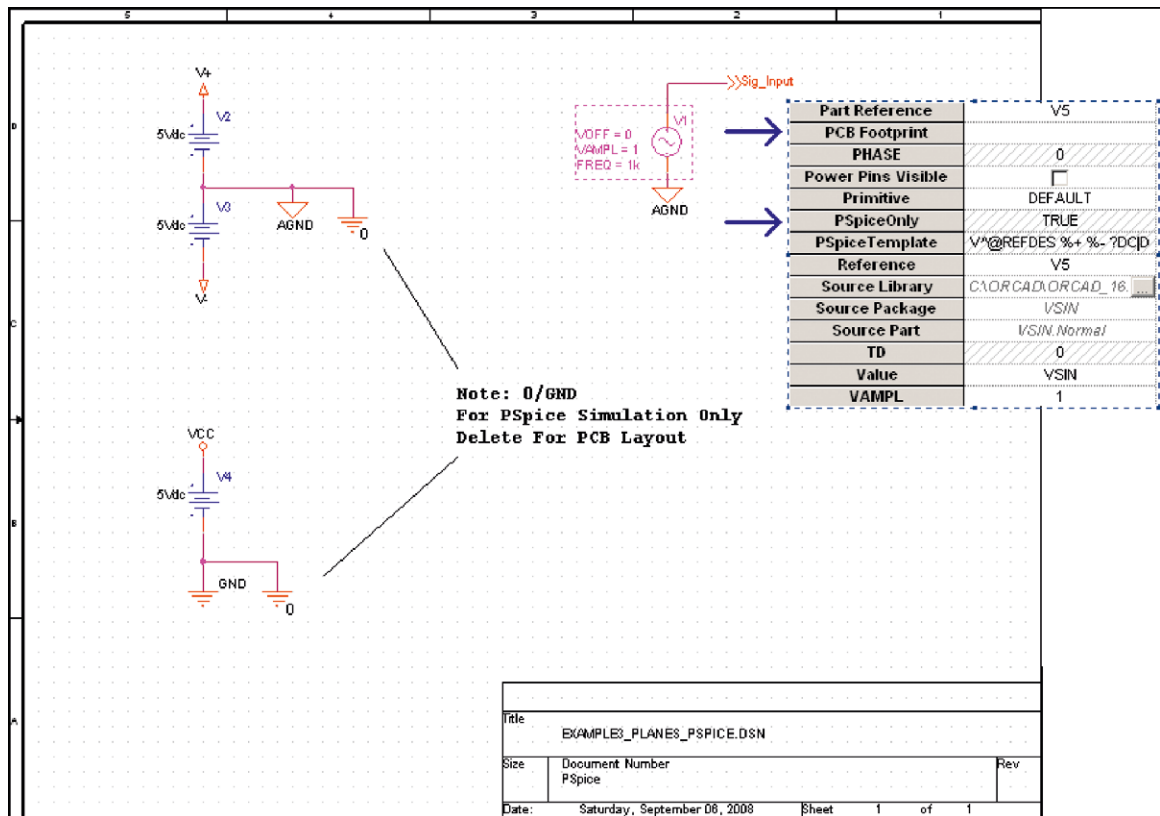 5 4 3 2 1
D
C
B
A
V+
V2
5Vdc
V3
5Vdc
AGND
0
V-
Sig_Input
V1
VOFF = 0
VAMPL = 1
FREQ = 1k
AGND
Part Reference V5
PCB Footprint
PHASE 0
Power Pins Visible
Primitive DEFAULT
PSpiceOnly TRUE
PSpiceTemplate V^@REFDES %+ %- ?DC|D
Reference V5
Source Library C:\ORCAD\ORCAD_16. ...
Source Package VSIN
Source Part VSIN.Normal
TD 0
Value VSIN
VAMPL 1
Note: 0/GND
For PSpice Simulation Only
Delete For PCB Layout
VCC
V4
5Vdc
GND
0
Title
EXAMPLE3_PLANES_PSPICE.DSN
Size Document Number Rev
PSpice
Date: Saturday, September 06, 2008 Sheet 1 of 1